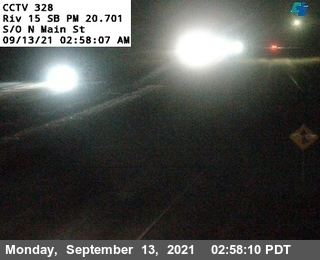 CCTV 328
Riv 15 SB PM 20.701
S/O N Main St
09/13/21 02:58:07 AM
Monday, September 13, 2021 02:58:10 PDT